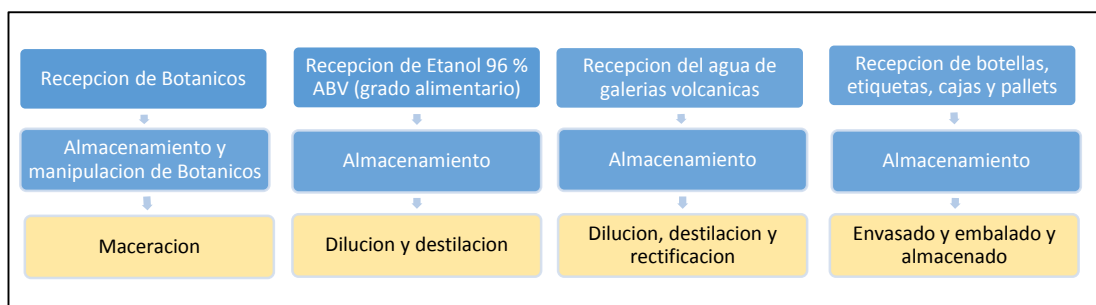 Recepcion de Botanicos
Recepcion de Etanol 96 %
ABV (grado alimentario)
Recepcion del agua de
galerias volcanicas
Recepcion de botellas,
etiquetas, cajas y pallets
Almacenamiento y
manipulacion de Botanicos
Almacenamiento
Almacenamiento
Almacenamiento
Maceracion
Dilucion y destilacion
Dilucion, destilacion y
rectificacion
Envasado y embalado y
almacenado